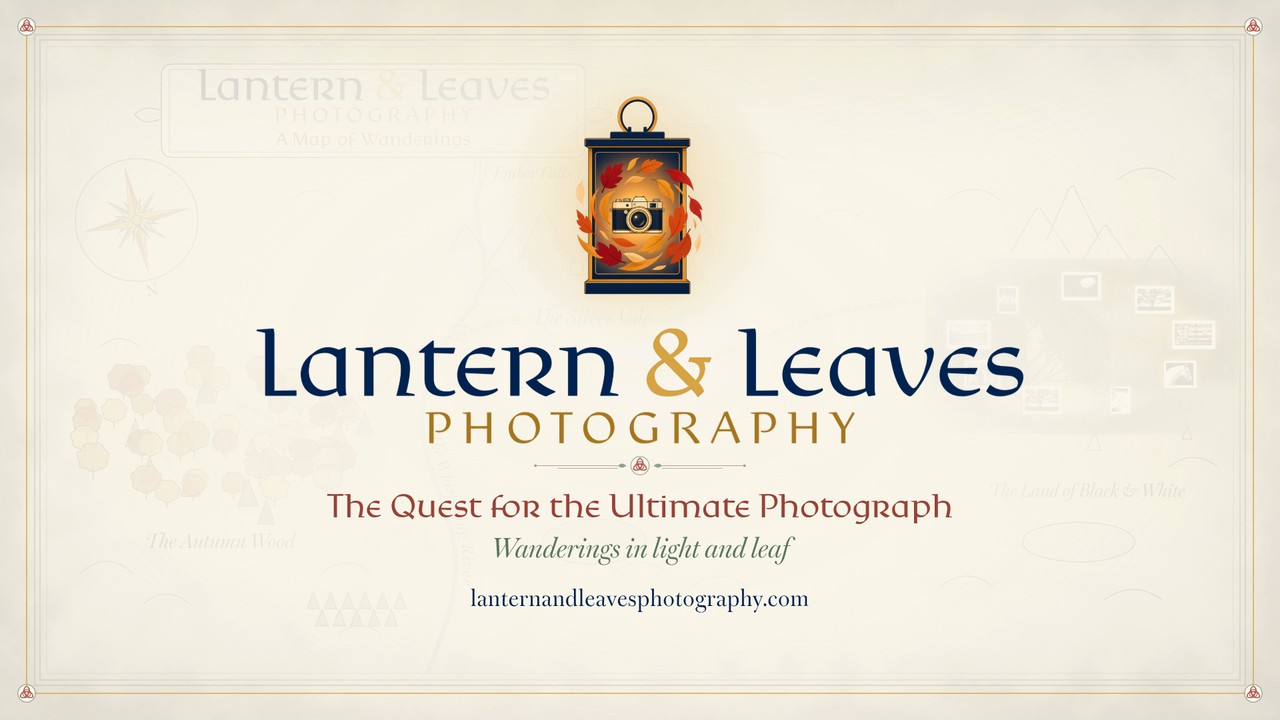 Lantern & Leaves
PHOTOGRAPHY
A Map of Wanderings
Ember Falls
The Silver Vale
Lantern & Leaves
PHOTOGRAPHY
The Quest for the Ultimate Photograph
The Land of Black & White
The Autumn Wood
Wanderings in light and leaf
lanternandleavesphotography.com